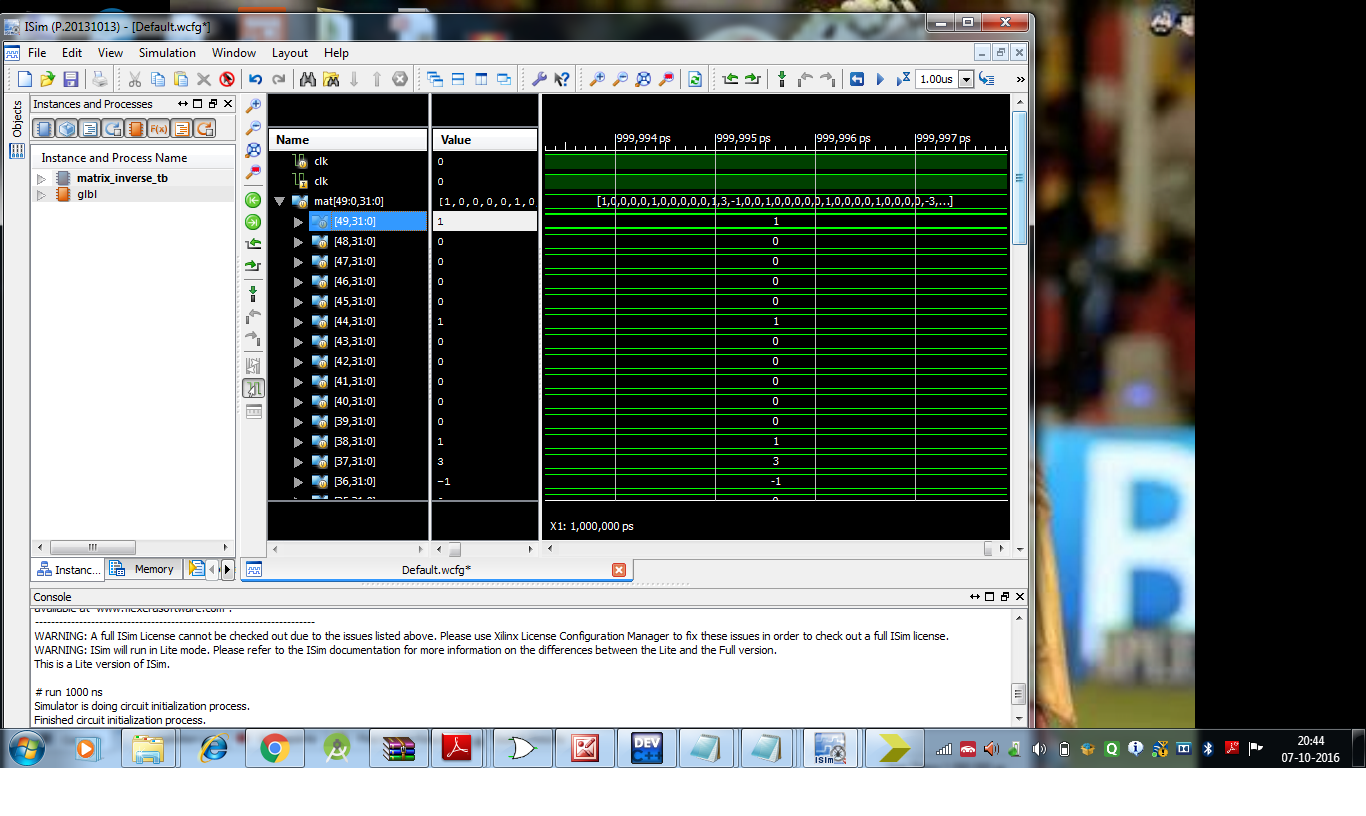 ISim (P.20131013) - [Default.wcfg*]
File Edit View Simulation Window Layout Help
1.00us
»
Objects
Instances and Processes
Instance and Process Name
matrix_inverse_tb
glbl
Name Value
999,994 ps 999,995 ps 999,996 ps 999,997 ps
clk 0
clk 0
mat[49:0,31:0] [1,0,0,0,0,1,0 [1,0,0,0,0,1,0,0,0,0,0,1,3,-1,0,0,1,0,0,0,0,0,1,0,0,0,0,1,0,0,0,0,-3,...]
[49,31:0] 1 1
[48,31:0] 0 0
[47,31:0] 0 0
[46,31:0] 0 0
[45,31:0] 0 0
[44,31:0] 1 1
[43,31:0] 0 0
[42,31:0] 0 0
[41,31:0] 0 0
[40,31:0] 0 0
[39,31:0] 0 0
[38,31:0] 1 1
[37,31:0] 3 3
[36,31:0] -1 -1
X1: 1,000,000 ps
Instanc... Memory
Default.wcfg*
Console
available at "www.flexerasoftware.com".
WARNING: A full ISim License cannot be checked out due to the issues listed above. Please use Xilinx License Configuration Manager to fix these issues in order to check out a full ISim license.
WARNING: ISim will run in Lite mode. Please refer to the ISim documentation for more information on the differences between the Lite and the Full version.
This is a Lite version of ISim.
# run 1000 ns
Simulator is doing circuit initialization process.
Finished circuit initialization process.
DEV
C++
ISim
20:44
07-10-2016